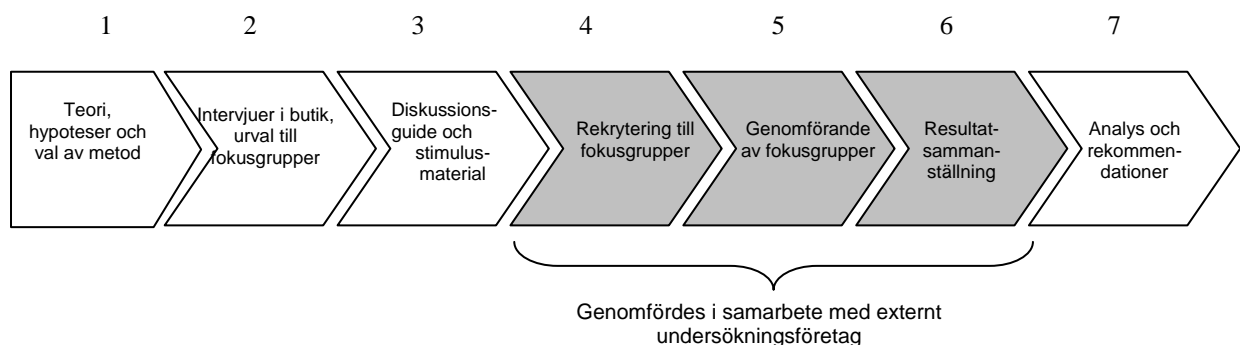 1 2 3 4 5 6 7
Teori,
hypoteser och
val av metod
Intervjuer i butik,
urval till
fokusgrupper
Diskussions-
guide och
stimulus-
material
Rekrytering till
fokusgrupper
Genomförande
av fokusgrupper
Resultat-
samman-
ställning
Analys och
rekommen-
dationer
Genomfördes i samarbete med externt
undersökningsföretag